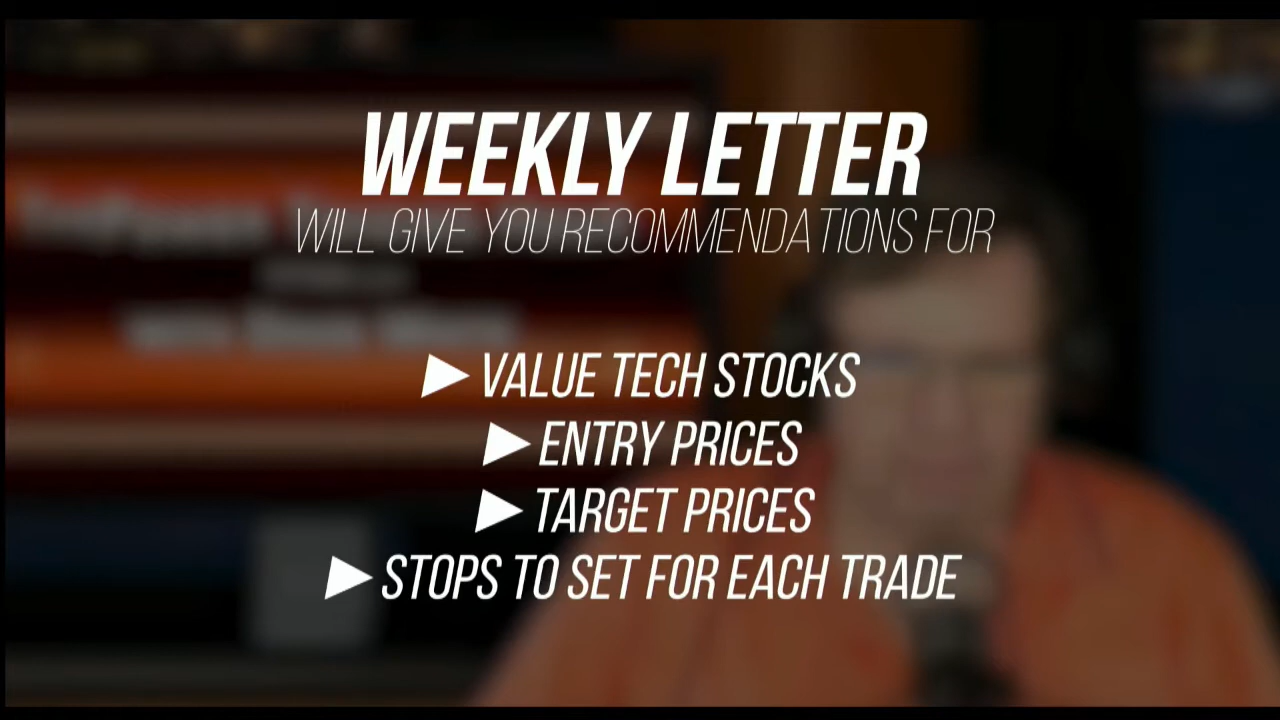 WEEKLY LETTER
WILL GIVE YOU RECOMMENDATIONS FOR
► VALUE TECH STOCKS
► ENTRY PRICES
► TARGET PRICES
► STOPS TO SET FOR EACH TRADE